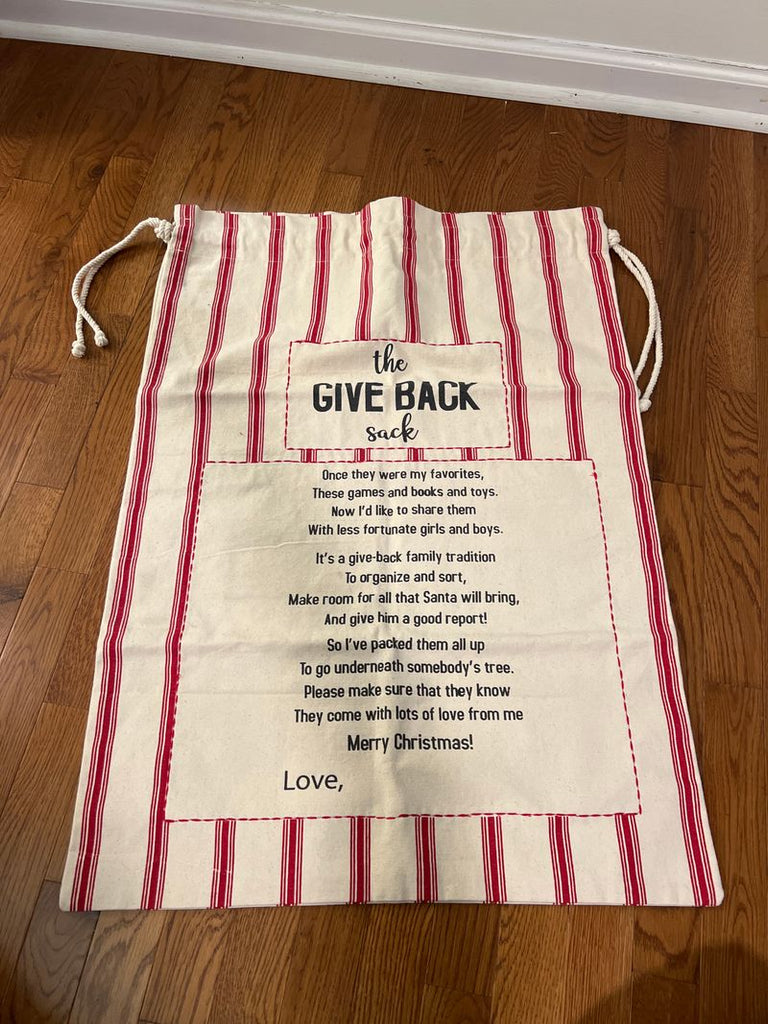 the
GIVE BACK
sack
Once they were my favorites,
These games and books and toys.
Now I'd like to share them
With less fortunate girls and boys.
It's a give-back family tradition
To organize and sort,
Make room for all that Santa will bring,
And give him a good report!
So I've packed them all up
To go underneath somebody's tree.
Please make sure that they know
They come with lots of love from me
Merry Christmas!
Love,